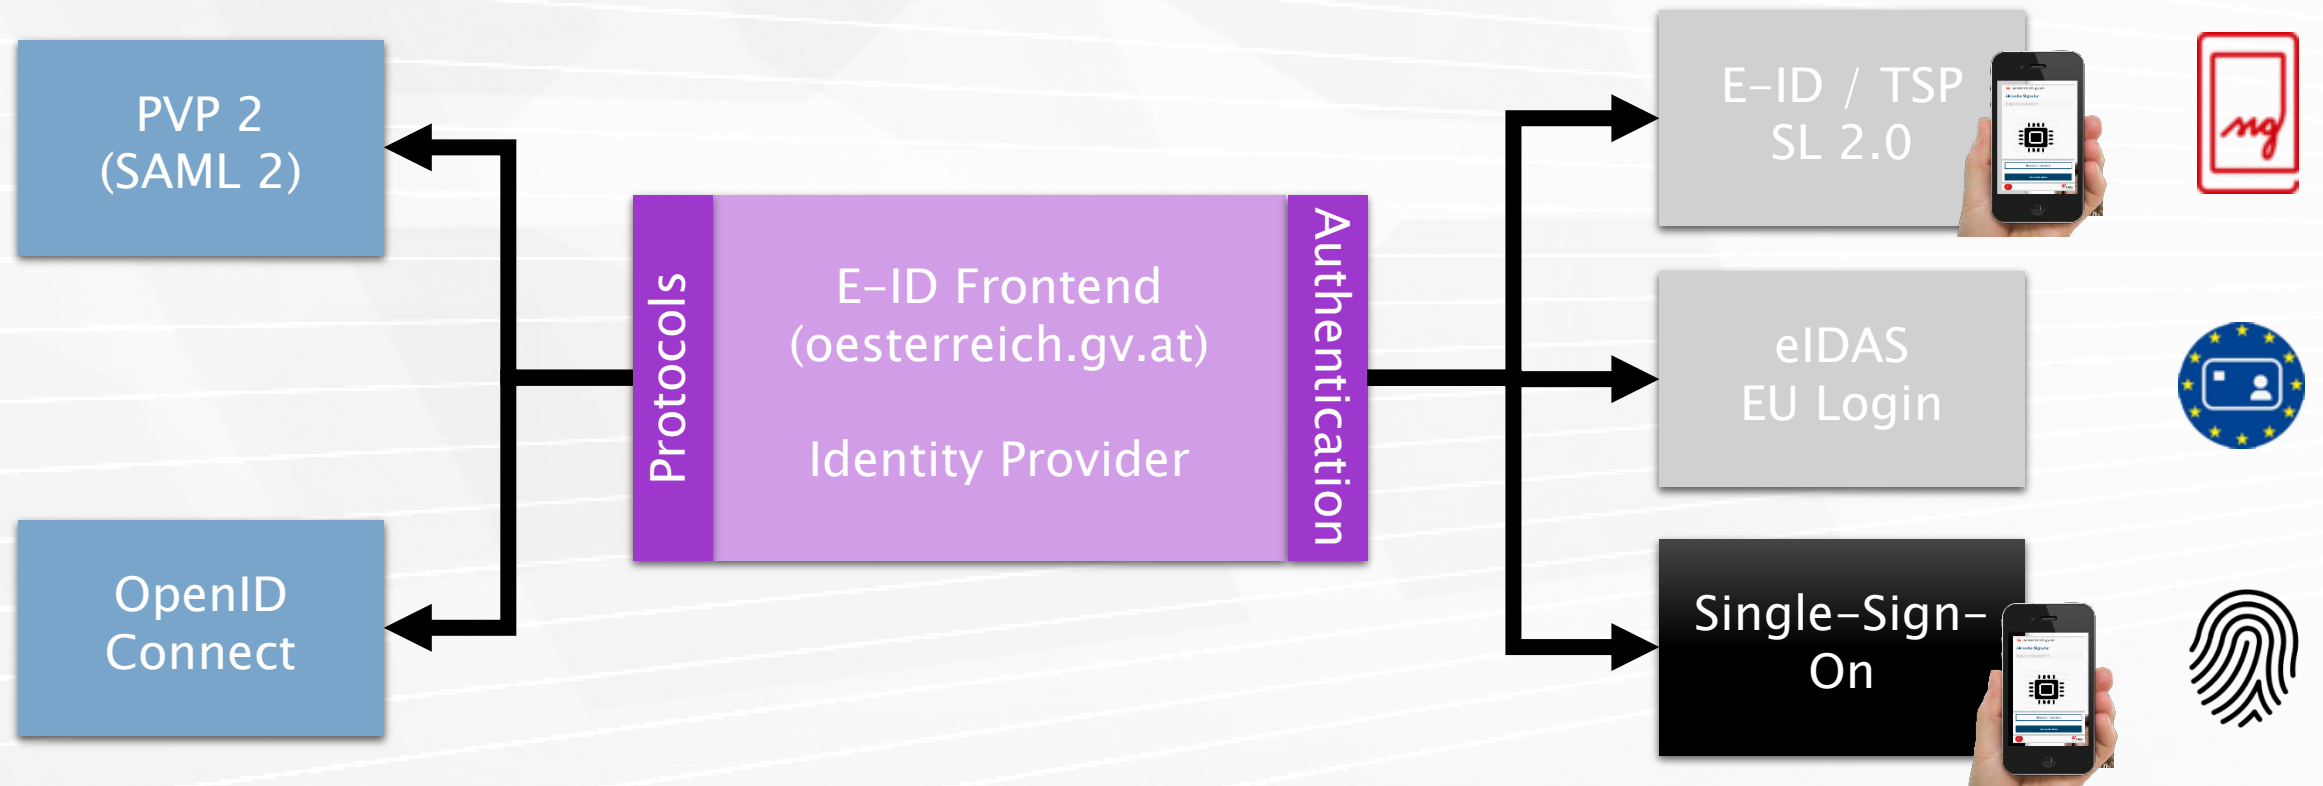 PVP 2
(SAML 2)
OpenID
Connect
Protocols
E-ID Frontend
(oesterreich.gv.at)
Identity Provider
Authentication
E-ID / TSP
SL 2.0
eIDAS
EU Login
Single-Sign-
On
sig